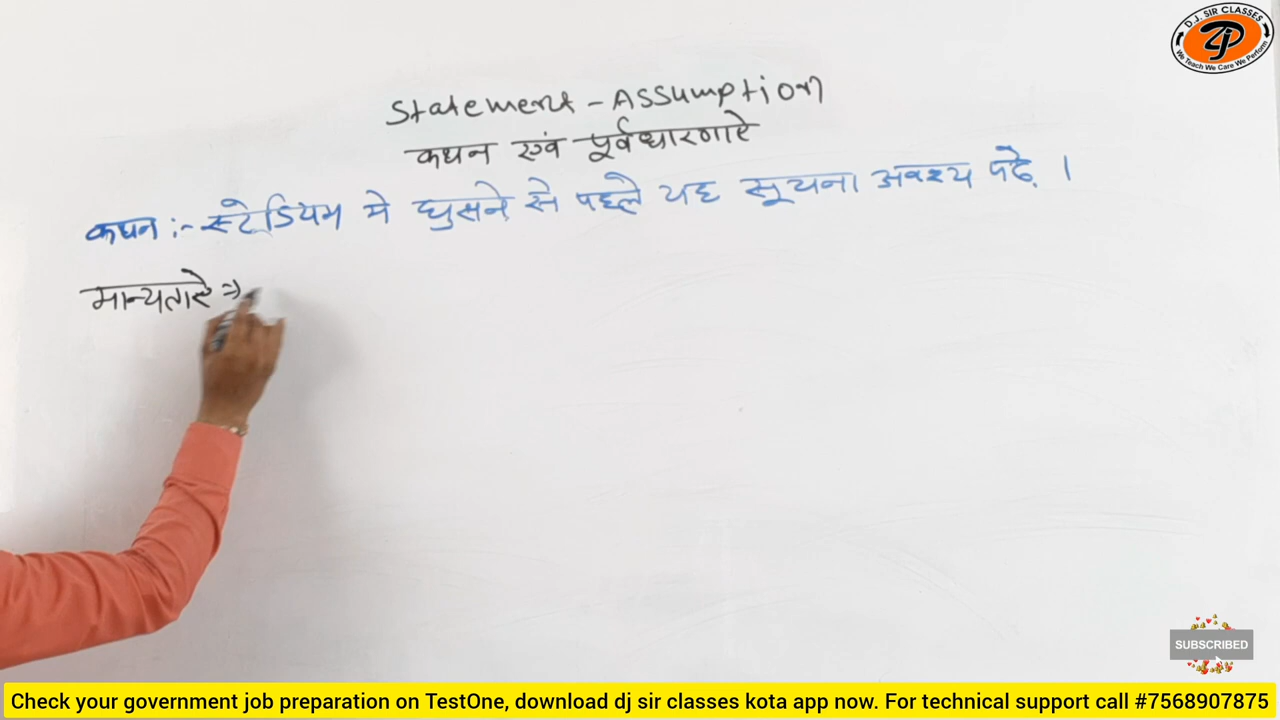 D.J. SIR CLASSES
We Teach We Care We Perform
Statement - Assumption
कथन एवं पूर्वधारणाऐ
कथन :- स्टेडियम मे घुसने से पहले यह सूचना अवश्य पढ़े ।
मान्यताऐ ⇒
SUBSCRIBED
Check your government job preparation on TestOne, download dj sir classes kota app now. For technical support call #7568907875